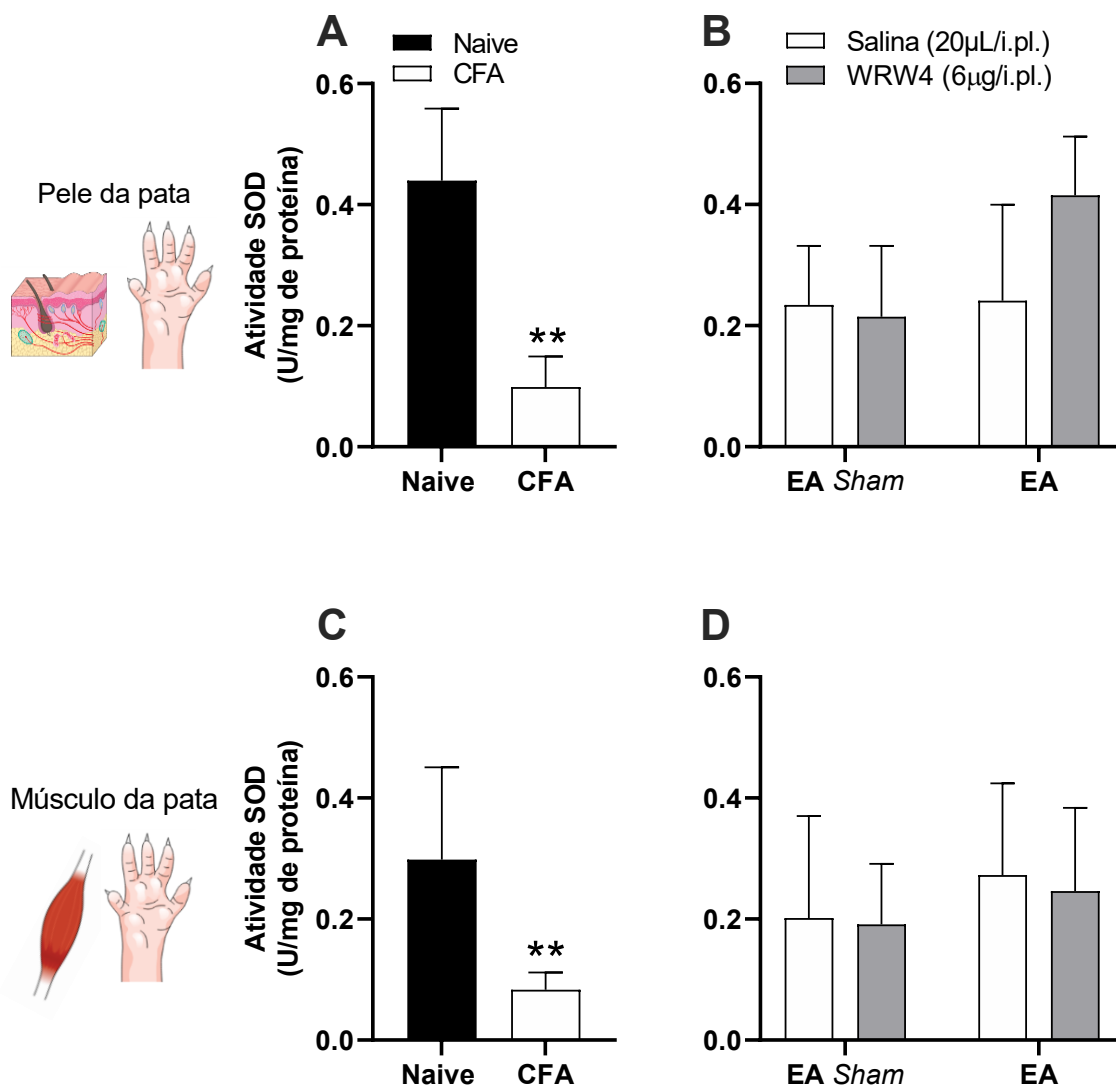 A
Naive
CFA
B
Salina (20µL/i.pl.)
WRW4 (6µg/i.pl.)
Pele da pata
Atividade SOD
(U/mg de proteína)
0.6
0.4
0.2
0.0
**
Naive
CFA
0.6
0.4
0.2
0.0
EA Sham
EA
C
D
Músculo da pata
Atividade SOD
(U/mg de proteína)
0.6
0.4
0.2
0.0
**
Naive
CFA
0.6
0.4
0.2
0.0
EA Sham
EA